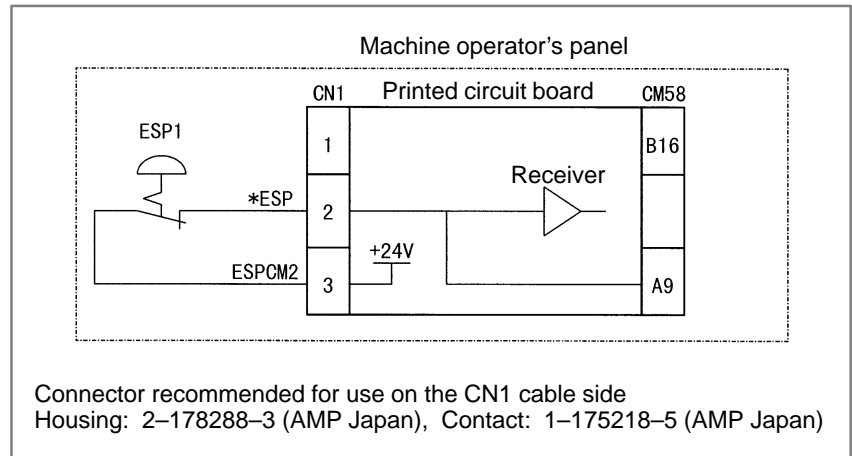 Machine operator’s panel
CN1 Printed circuit board CM58
ESP1
1 B16
Receiver
*ESP 2
+24V
ESPCM2 3 A9
Connector recommended for use on the CN1 cable side
Housing: 2–178288–3 (AMP Japan), Contact: 1–175218–5 (AMP Japan)